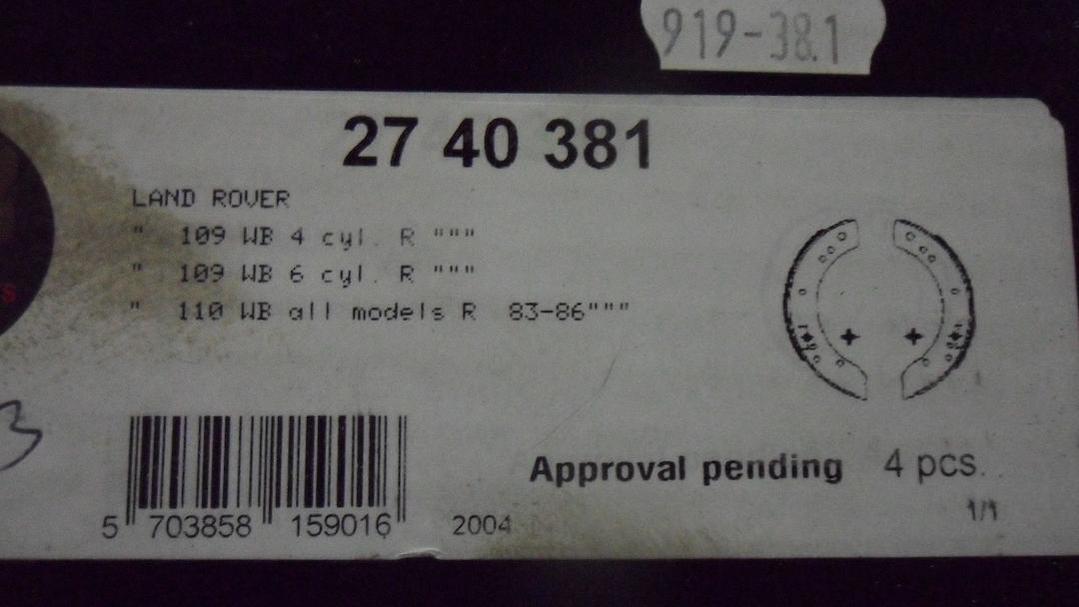 919-38.1
27 40 381
LAND ROVER
" 109 WB 4 cyl. R """
" 109 WB 6 cyl. R """
" 110 WB all models R 83-86"""
Approval pending 4 pcs.
1/1
5 703858 159016 2004
3